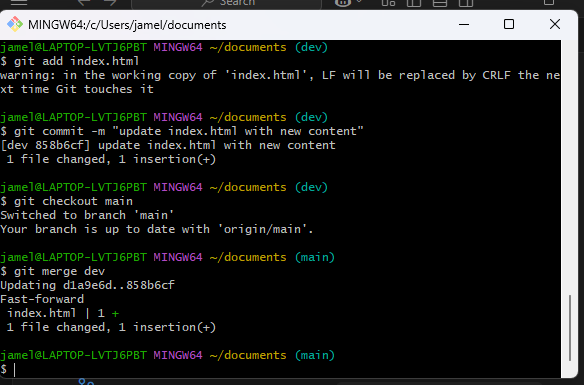 Search
MINGW64:/c/Users/jamel/documents
jamel@LAPTOP-LVTJ6PBT MINGW64 ~/documents (dev)
$ git add index.html
warning: in the working copy of 'index.html', LF will be replaced by CRLF the ne
xt time Git touches it
jamel@LAPTOP-LVTJ6PBT MINGW64 ~/documents (dev)
$ git commit -m "update index.html with new content"
[dev 858b6cf] update index.html with new content
1 file changed, 1 insertion(+)
jamel@LAPTOP-LVTJ6PBT MINGW64 ~/documents (dev)
$ git checkout main
Switched to branch 'main'
Your branch is up to date with 'origin/main'.
jamel@LAPTOP-LVTJ6PBT MINGW64 ~/documents (main)
$ git merge dev
Updating d1a9e6d..858b6cf
Fast-forward
index.html | 1 +
1 file changed, 1 insertion(+)
jamel@LAPTOP-LVTJ6PBT MINGW64 ~/documents (main)
$